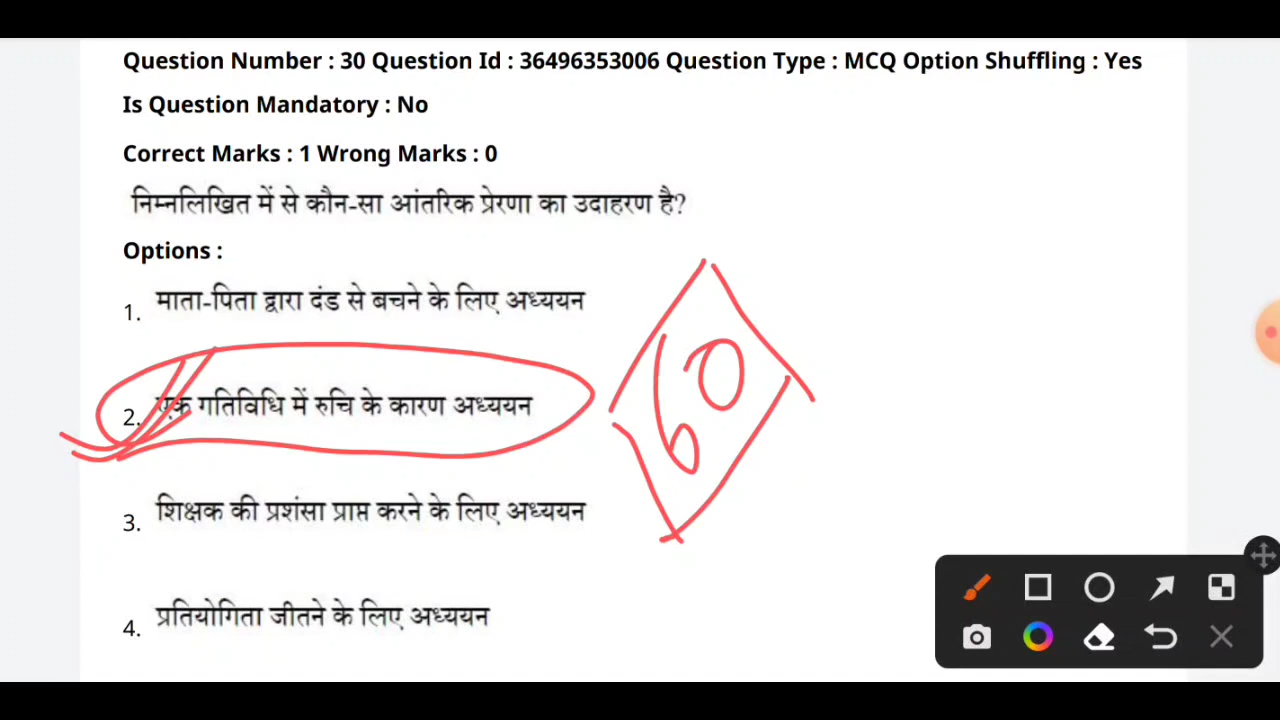 Question Number : 30 Question Id : 36496353006 Question Type : MCQ Option Shuffling : Yes
Is Question Mandatory : No
Correct Marks : 1 Wrong Marks : 0
निम्नलिखित में से कौन-सा आंतरिक प्रेरणा का उदाहरण है?
Options :
1. माता-पिता द्वारा दंड से बचने के लिए अध्ययन
2. एक गतिविधि में रुचि के कारण अध्ययन
60
3. शिक्षक की प्रशंसा प्राप्त करने के लिए अध्ययन
4. प्रतियोगिता जीतने के लिए अध्ययन